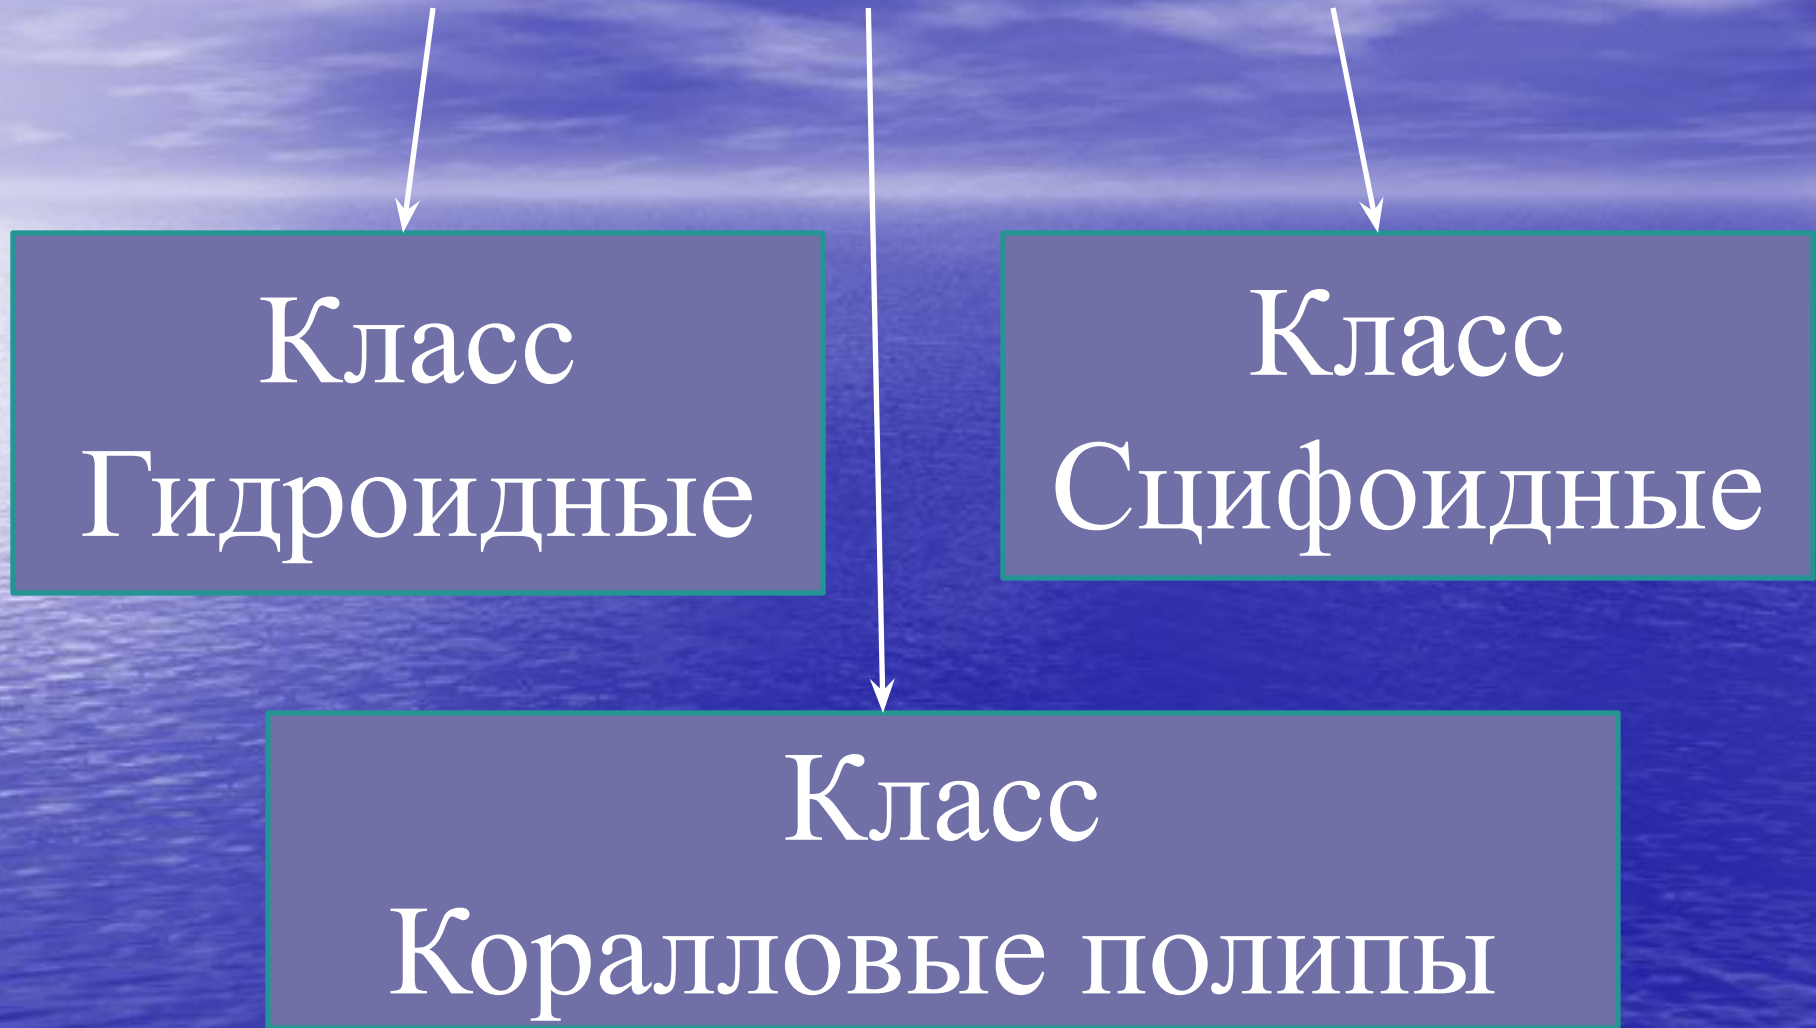 Класс
Гидроидные
Класс
Сцифоидные
Класс
Коралловые полипы